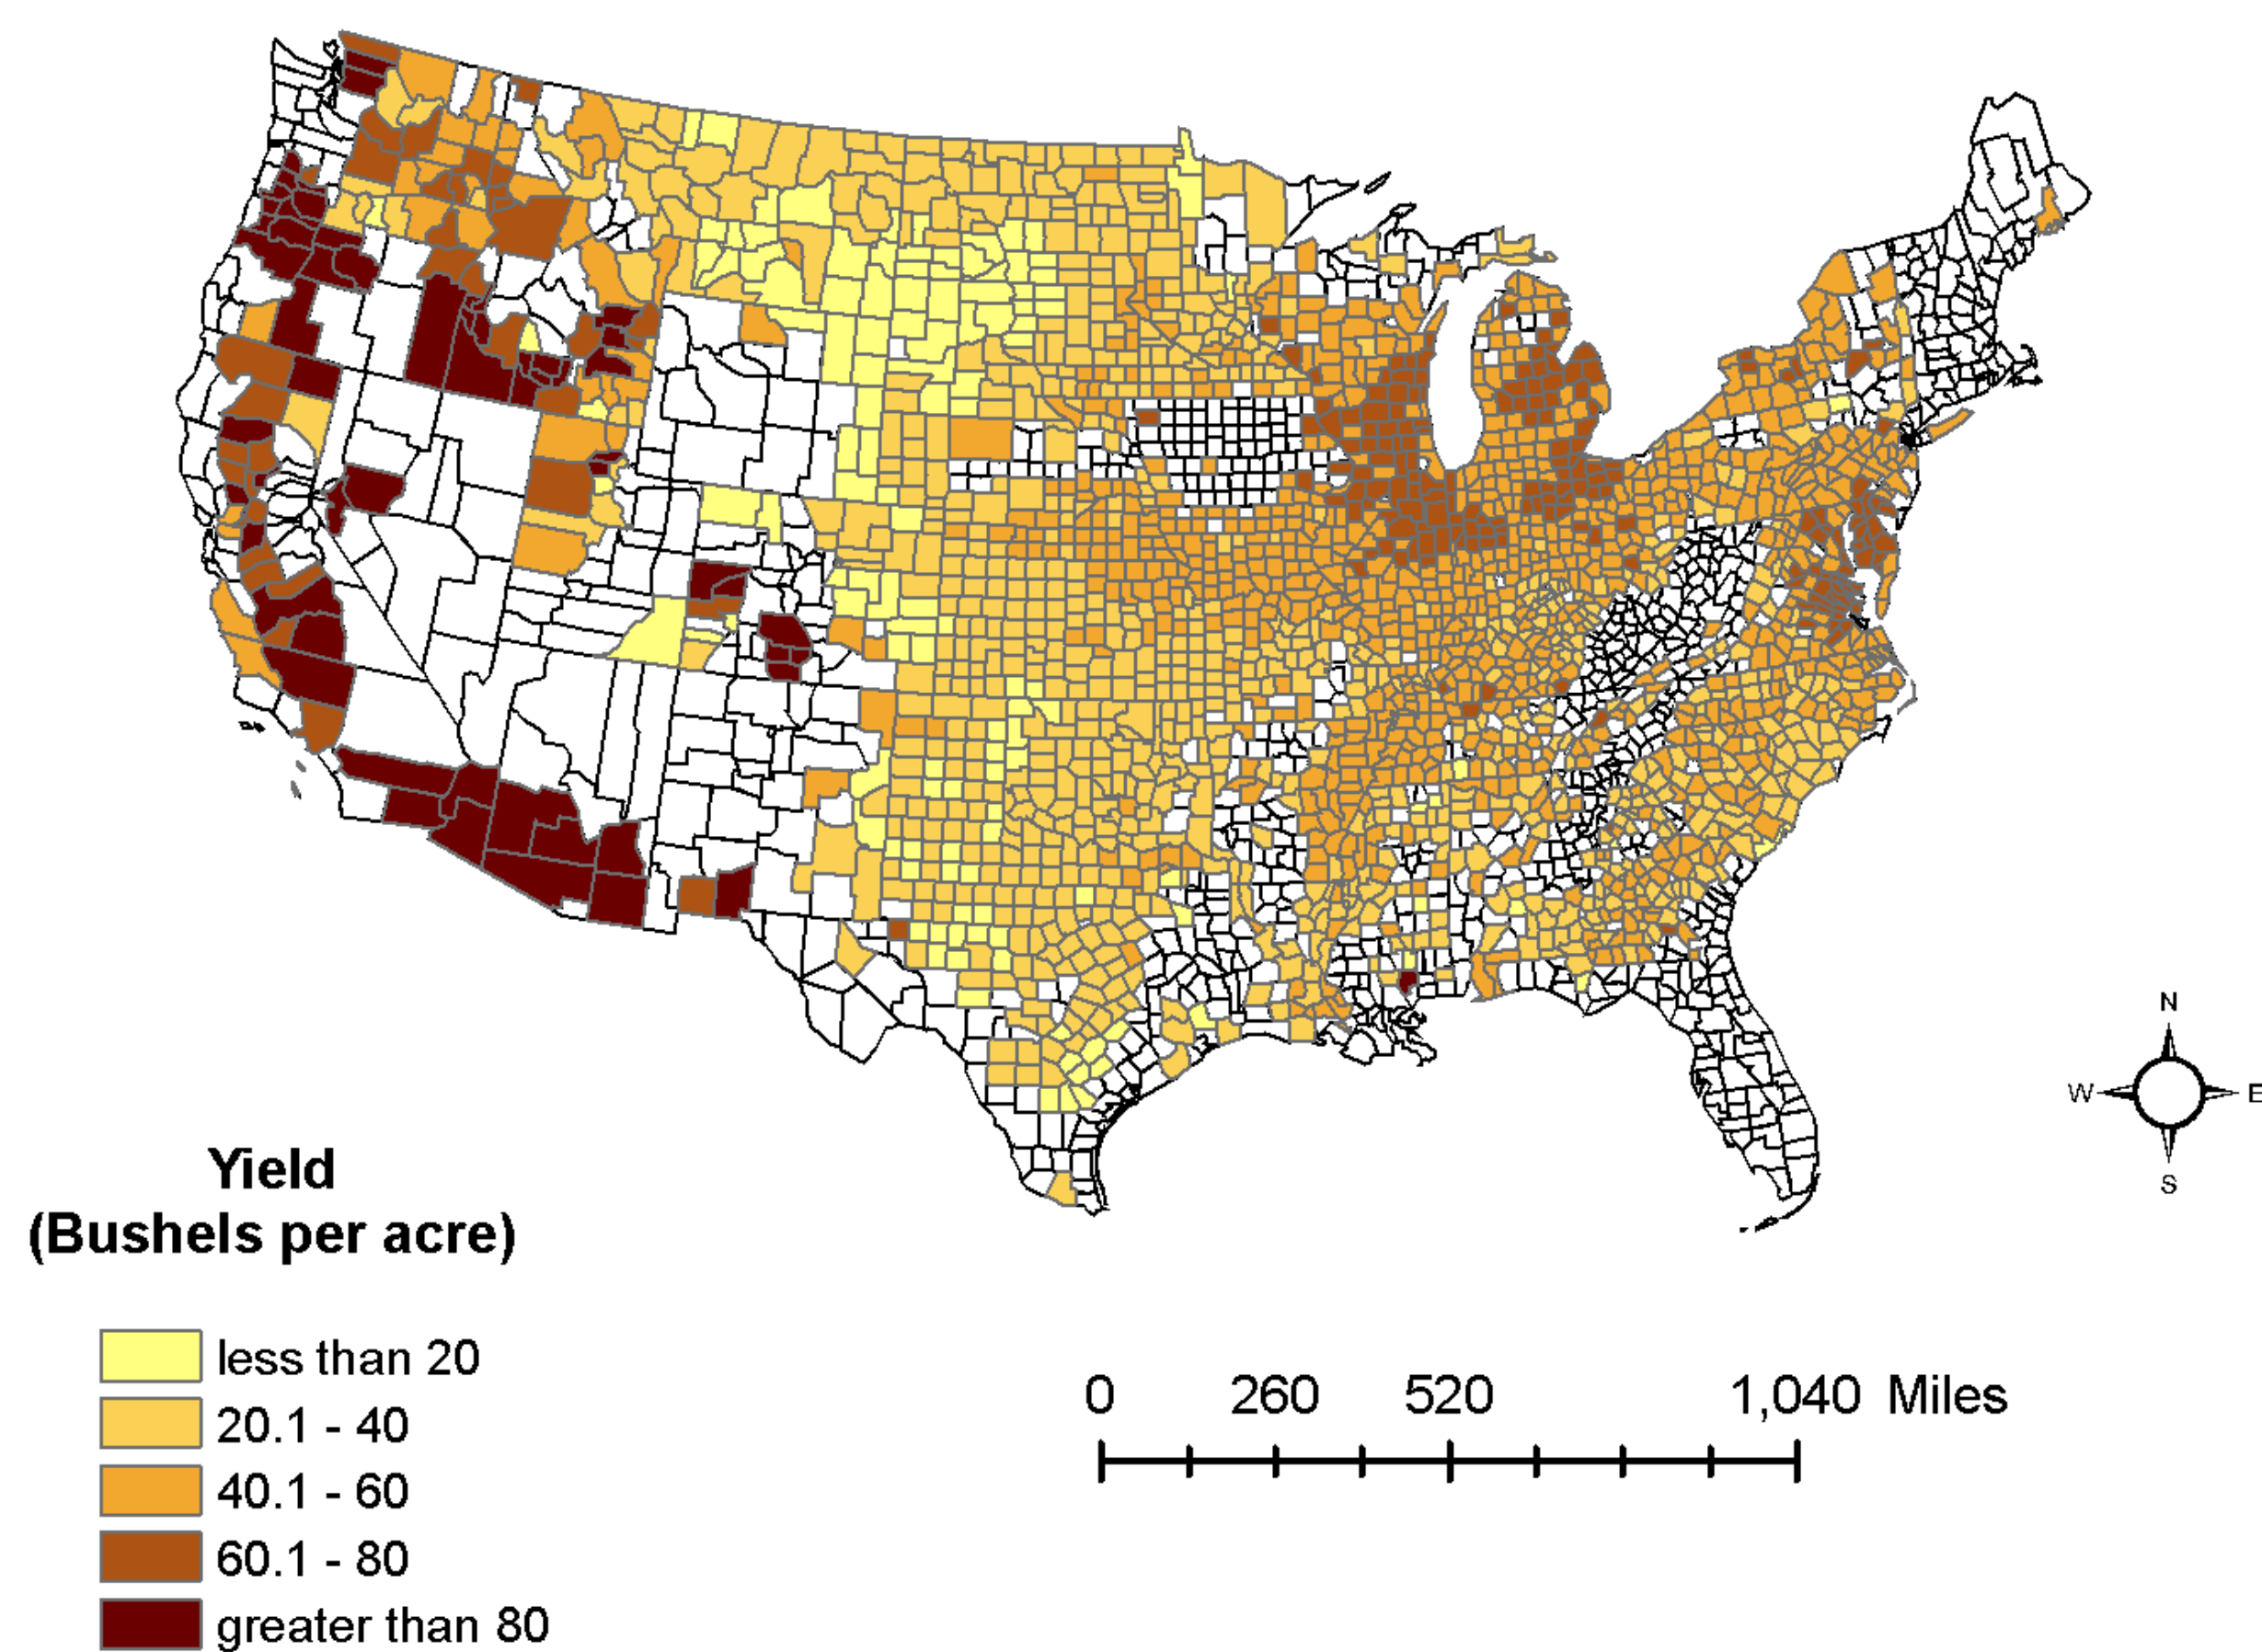 N
W E
S
Yield
(Bushels per acre)
less than 20
20.1 - 40
40.1 - 60
60.1 - 80
greater than 80
0 260 520 1,040 Miles